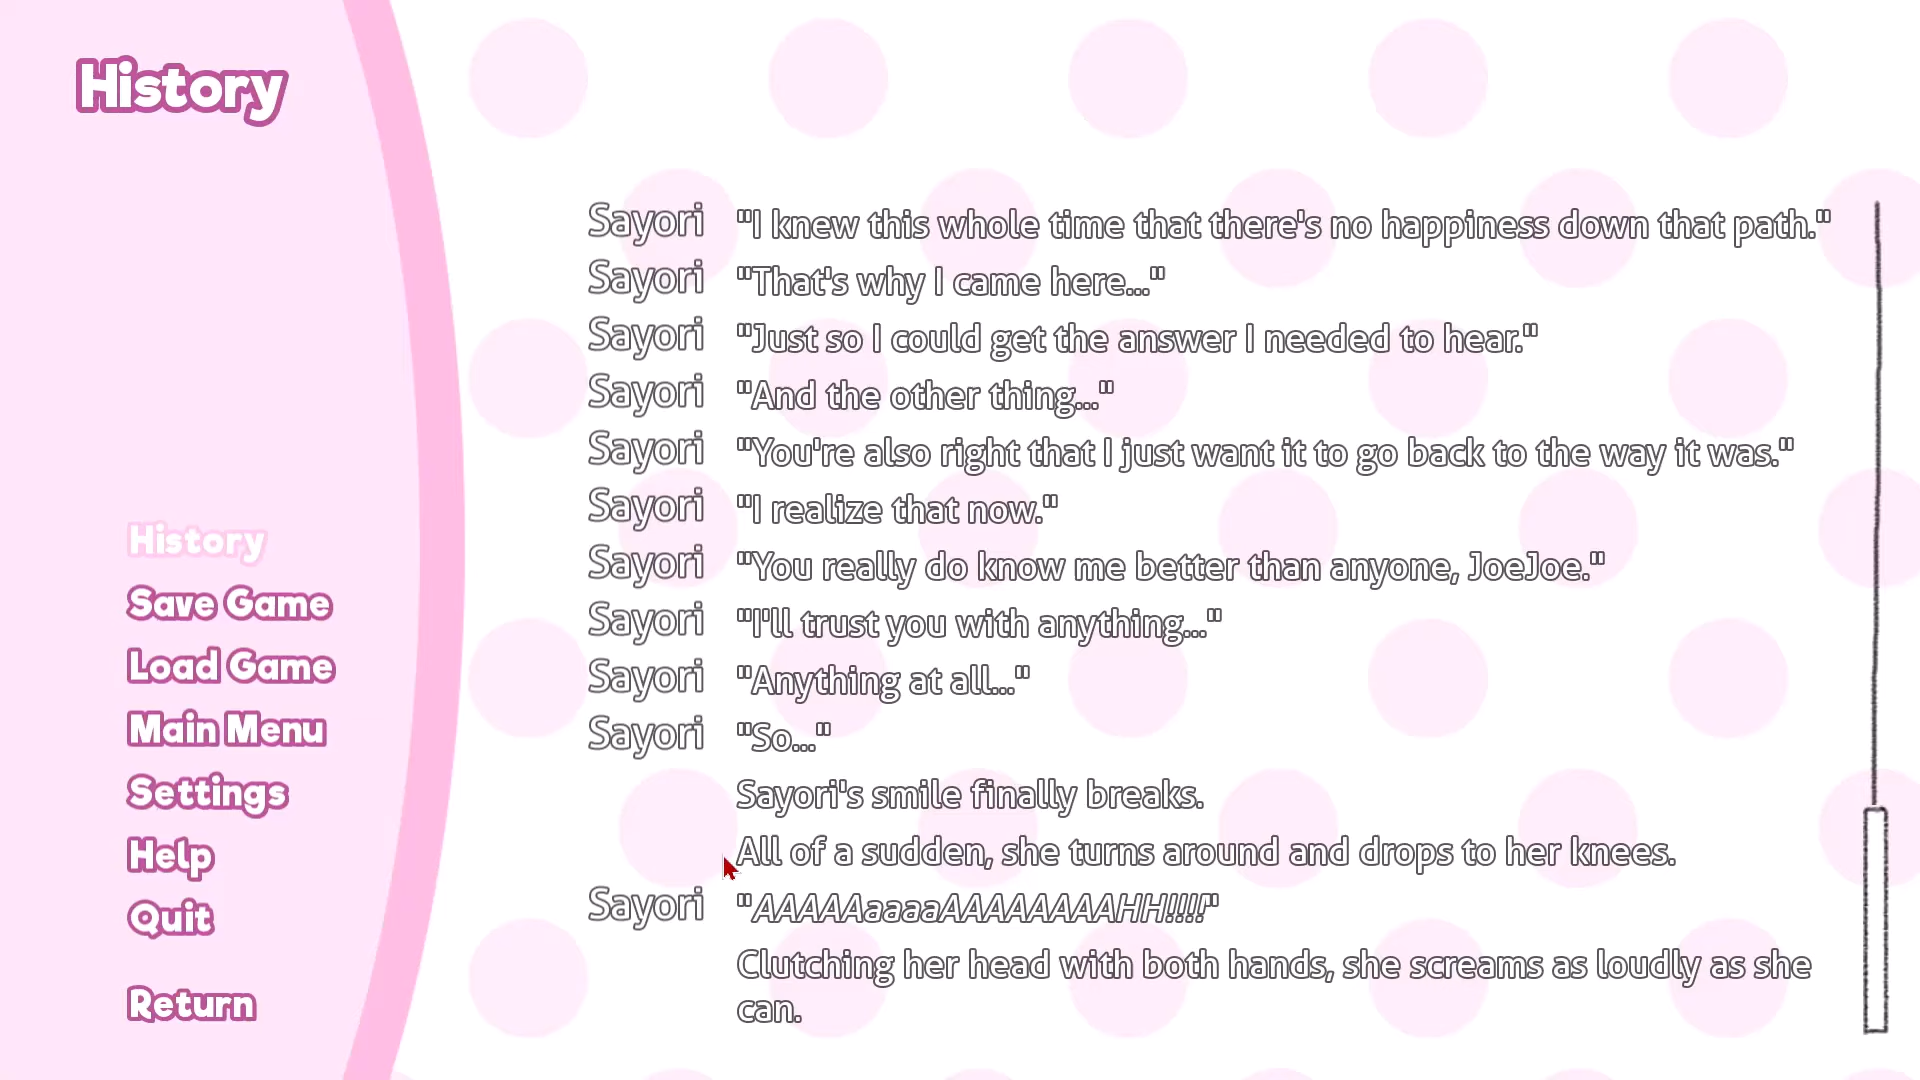 History
Sayori "I knew this whole time that there's no happiness down that path."
Sayori "That's why I came here..."
Sayori "Just so I could get the answer I needed to hear."
Sayori "And the other thing..."
Sayori "You're also right that I just want it to go back to the way it was."
Sayori "I realize that now."
Sayori "You really do know me better than anyone, JoeJoe."
Sayori "I'll trust you with anything..."
Sayori "Anything at all..."
Sayori "So..."
Sayori's smile finally breaks.
All of a sudden, she turns around and drops to her knees.
Sayori "AAAAAaaaaAAAAAAAAHH!!!!"
Clutching her head with both hands, she screams as loudly as she
can.
History
Save Game
Load Game
Main Menu
Settings
Help
Quit
Return